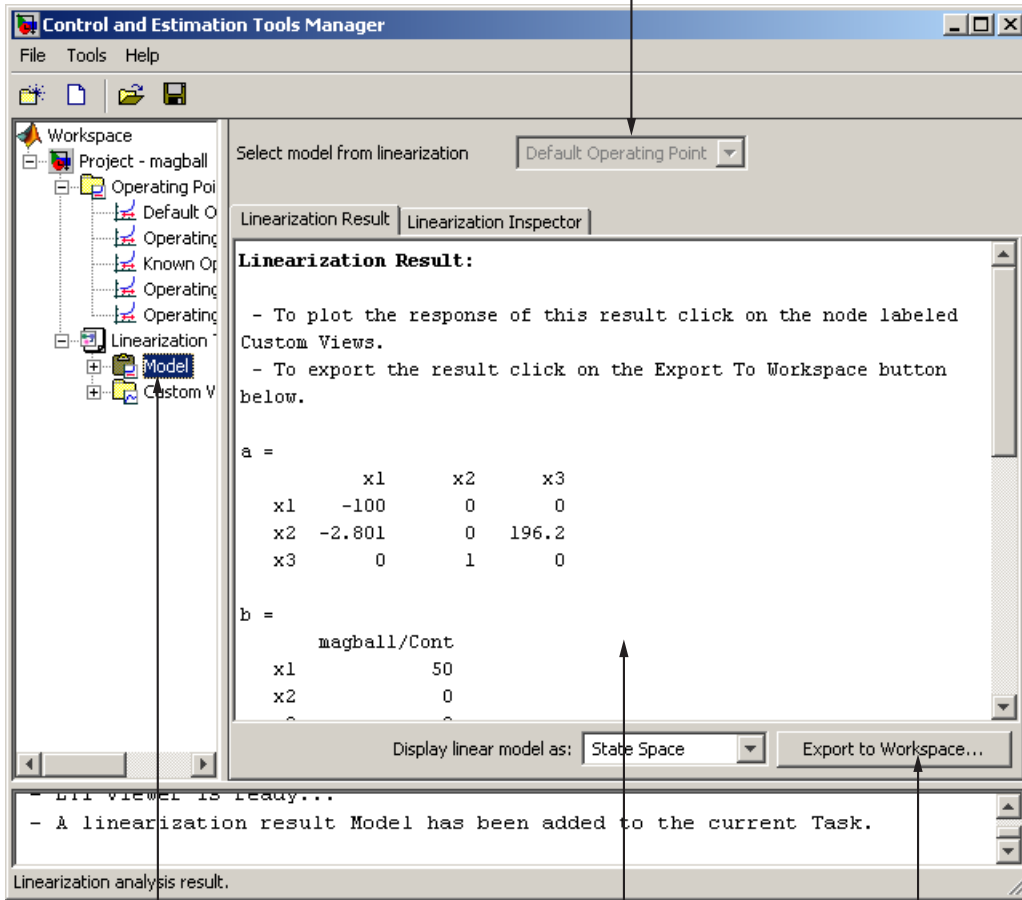 Control and Estimation Tools Manager
File Tools Help
Workspace
Project - magball
Operating Poi
Default O
Operating
Known Op
Operating
Operating
Linearization
Model
Custom V
Select model from linearization Default Operating Point
Linearization Result Linearization Inspector
Linearization Result:
- To plot the response of this result click on the node labeled
Custom Views.
- To export the result click on the Export To Workspace button
below.
a =
x1 x2 x3
x1 -100 0 0
x2 -2.801 0 196.2
x3 0 1 0
b =
magball/Cont
x1 50
x2 0
Display linear model as: State Space Export to Workspace...
- LTI Viewer is ready...
- A linearization result Model has been added to the current Task.
Linearization analysis result.